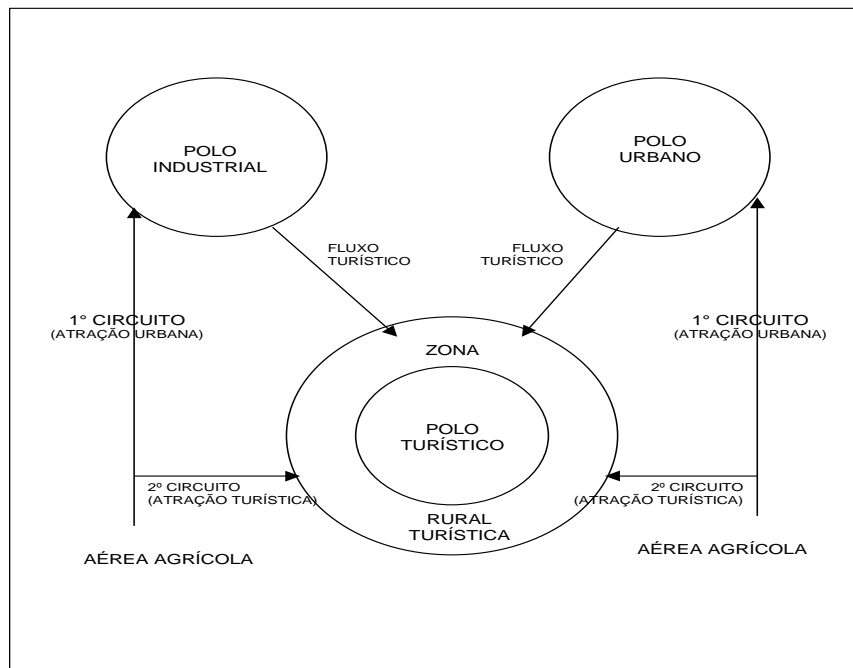 POLO
INDUSTRIAL
POLO
URBANO
FLUXO
TURÍSTICO
FLUXO
TURÍSTICO
1° CIRCUITO
(ATRAÇÃO URBANA)
1° CIRCUITO
(ATRAÇÃO URBANA)
ZONA
POLO
TURÍSTICO
RURAL
TURÍSTICA
2º CIRCUITO
(ATRAÇÃO TURÍSTICA)
2º CIRCUITO
(ATRAÇÃO TURÍSTICA)
AÉREA AGRÍCOLA
AÉREA AGRÍCOLA